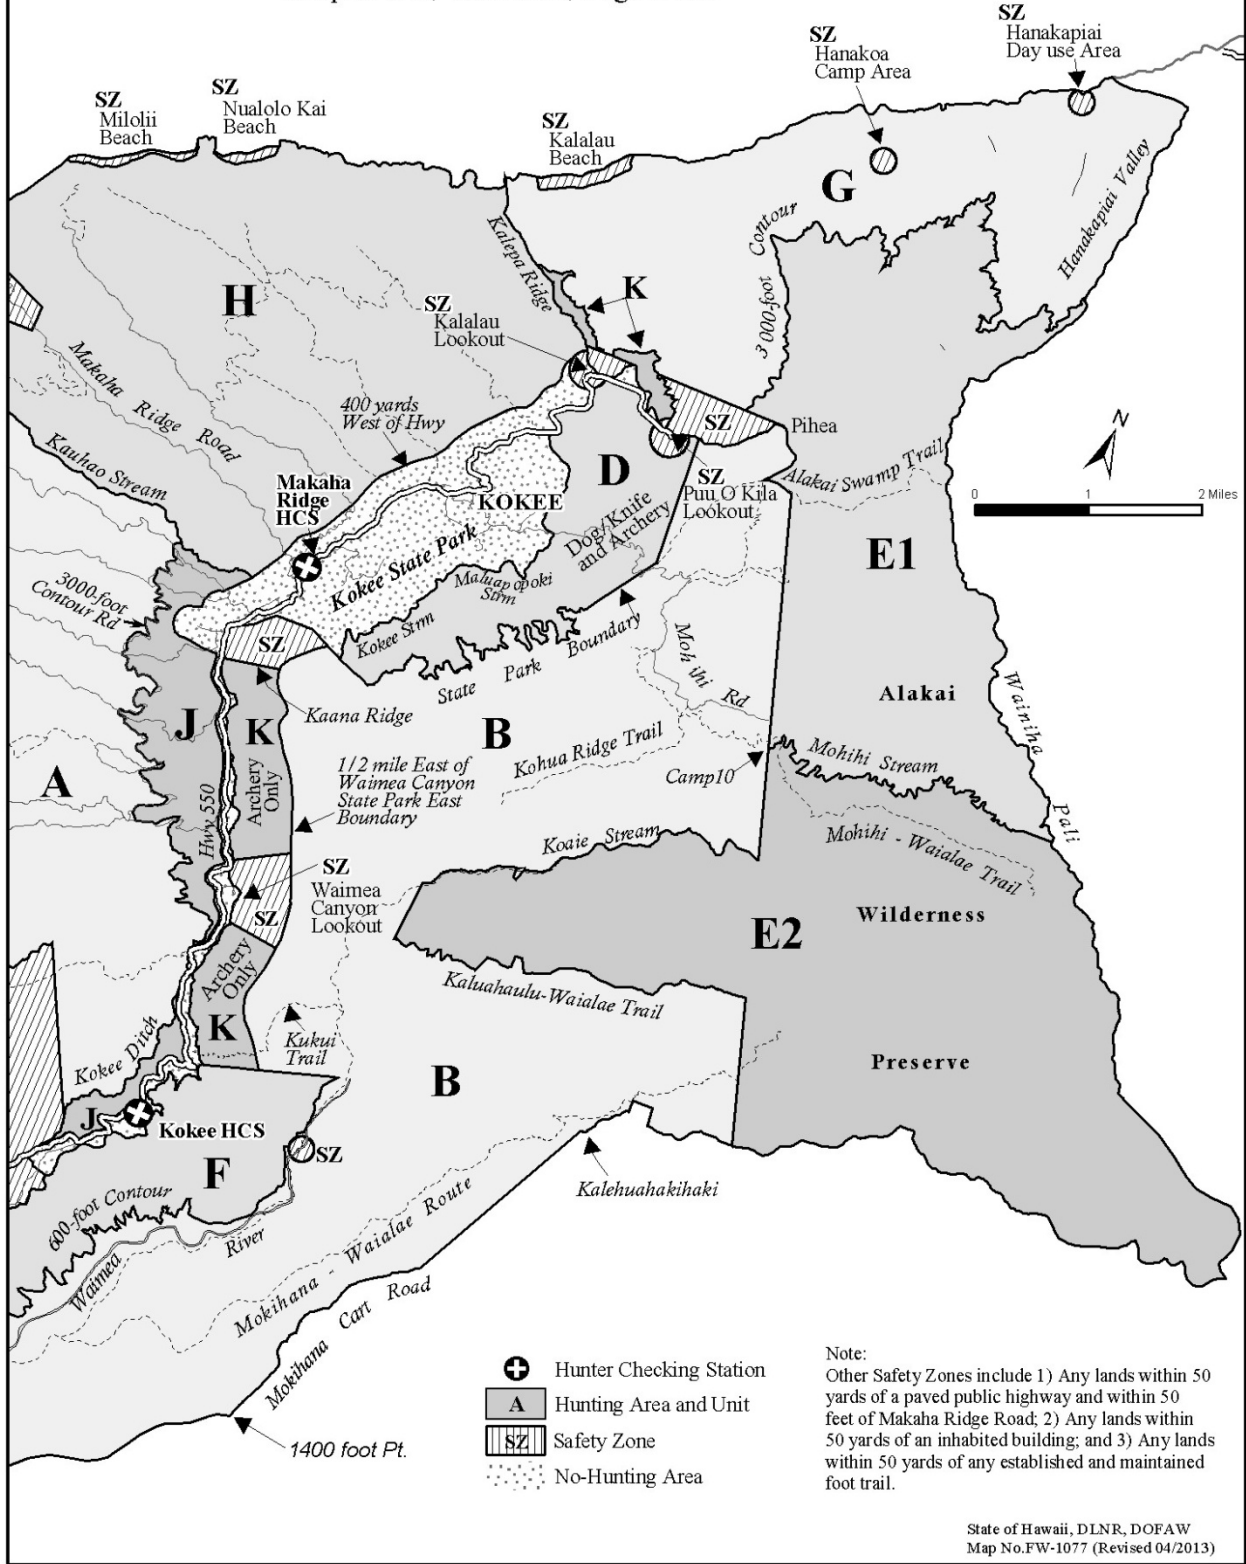 SZ
Hanakapiai
Day use Area
SZ
Hanakoa
Camp Area
SZ
Nualolo Kai
Beach
SZ
Milolii
Beach
SZ
Kalalau
Beach
G
Hanakapiai Valley
3000-foot Contour
Kalepa Ridge
K
H
SZ
Kalalau
Lookout
Makaha Ridge Road
400 yards
West of Hwy
Kauhao Stream
SZ
Pihea
Alakai Swamp Trail
Makaha
Ridge
HCS
KOKEE
D
SZ
Puu O Kila
Lookout
Dog/Knife
and Archery
N
0 1 2 Miles
E1
Kokee State Park
Maluapopoki
Strm
3000-foot
Contour Rd
Kokee Strm
SZ
State Park Boundary
Mohihi Rd
Kaana Ridge
Alakai
Wainiha Pali
J
K
Archery
Only
B
Kohua Ridge Trail
Mohihi Stream
Camp10
A
1/2 mile East of
Waimea Canyon
State Park East
Boundary
Hwy 550
Koaie Stream
Mohihi - Waialae Trail
SZ
Waimea
Canyon
Lookout
SZ
Wilderness
E2
Archery
Only
K
Kaluahaulu-Waialae Trail
Kukui
Trail
Kokee Ditch
Preserve
B
J
Kokee HCS
SZ
F
Kalehuahakihaki
600-foot Contour
Waimea River
Mokihana - Waialae Route
Mokihana Cart Road
1400 foot Pt.
Hunter Checking Station
A Hunting Area and Unit
SZ Safety Zone
No-Hunting Area
Note:
Other Safety Zones include 1) Any lands within 50
yards of a paved public highway and within 50
feet of Makaha Ridge Road; 2) Any lands within
50 yards of an inhabited building; and 3) Any lands
within 50 yards of any established and maintained
foot trail.
State of Hawaii, DLNR, DOFAW
Map No.FW-1077 (Revised 04/2013)